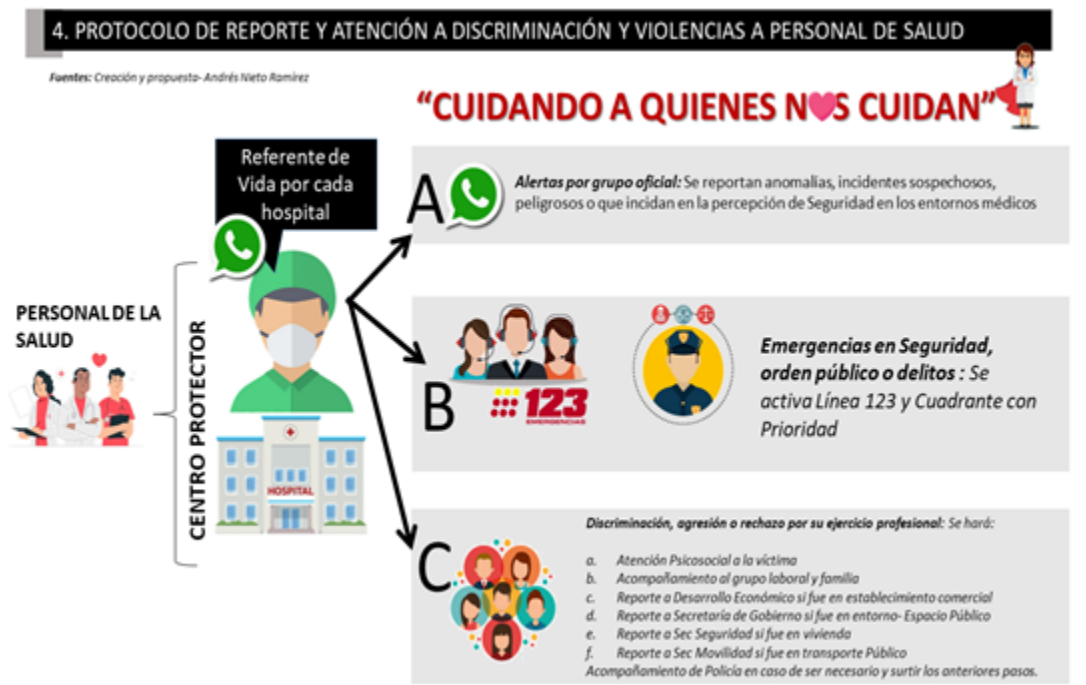 4. PROTOCOLO DE REPORTE Y ATENCIÓN A DISCRIMINACIÓN Y VIOLENCIAS A PERSONAL DE SALUD
Fuentes: Creación y propuesta- Andrés Nieto Ramírez
“CUIDANDO A QUIENES NOS CUIDAN”
Referente de
Vida por cada
hospital
PERSONAL DE LA
SALUD
CENTRO PROTECTOR
HOSPITAL
A
Alertas por grupo oficial: Se reportan anomalías, incidentes sospechosos,
peligrosos o que incidan en la percepción de Seguridad en los entornos médicos
B
123
EMERGENCIAS
Emergencias en Seguridad,
orden público o delitos : Se
activa Línea 123 y Cuadrante con
Prioridad
C
Discriminación, agresión o rechazo por su ejercicio profesional: Se hará:
a. Atención Psicosocial a la víctima
b. Acompañamiento al grupo laboral y familia
c. Reporte a Desarrollo Económico si fue en establecimiento comercial
d. Reporte a Secretaría de Gobierno si fue en entorno- Espacio Público
e. Reporte a Sec Seguridad si fue en vivienda
f. Reporte a Sec Movilidad si fue en transporte Público
Acompañamiento de Policía en caso de ser necesario y surtir los anteriores pasos.